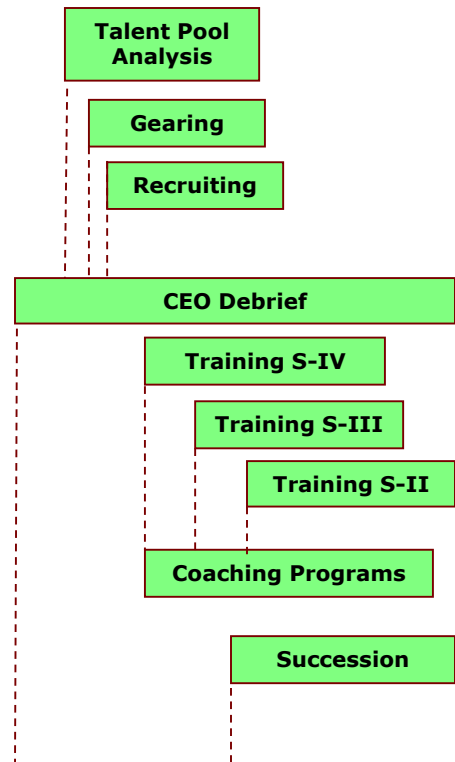 Talent Pool
Analysis
Gearing
Recruiting
CEO Debrief
Training S-IV
Training S-III
Training S-II
Coaching Programs
Succession